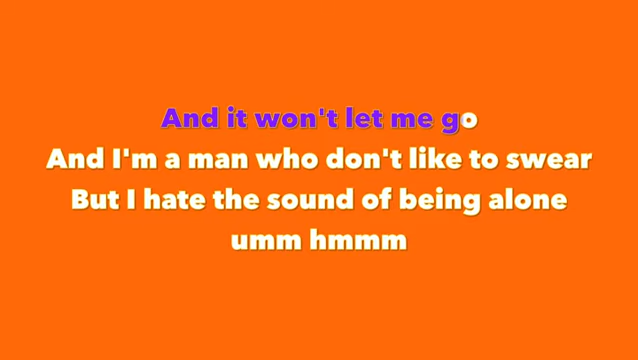 And it won't let me go
And I'm a man who don't like to swear
But I hate the sound of being alone
umm hmmm